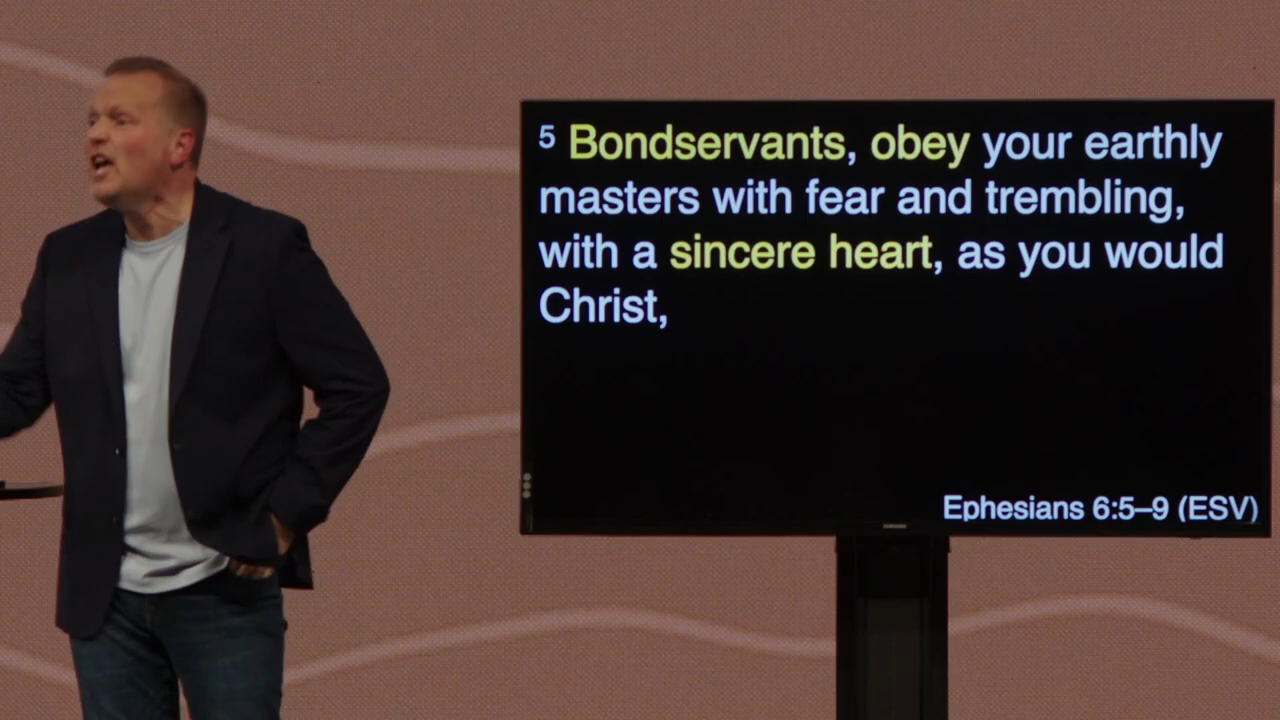 5 Bondservants, obey your earthly
masters with fear and trembling,
with a sincere heart, as you would
Christ,
Ephesians 6:5–9 (ESV)